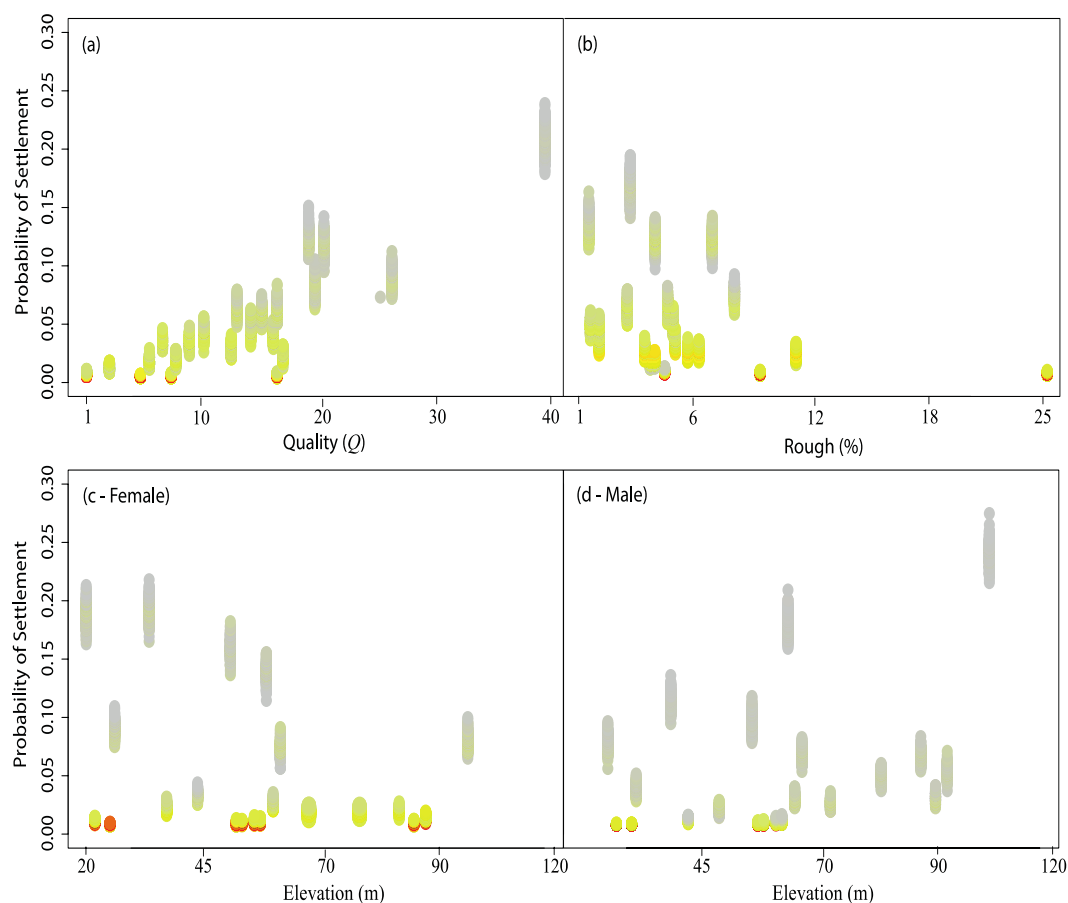 (a)
(b)
Probability of Settlement
0.00 0.05 0.10 0.15 0.20 0.25 0.30
1 10 20 30 40
1 6 12 18 25
Quality (Q)
Rough (%)
(c - Female)
(d - Male)
Probability of Settlement
0.00 0.05 0.10 0.15 0.20 0.25 0.30
20 45 70 120
45 70 90 120
Elevation (m)
Elevation (m)